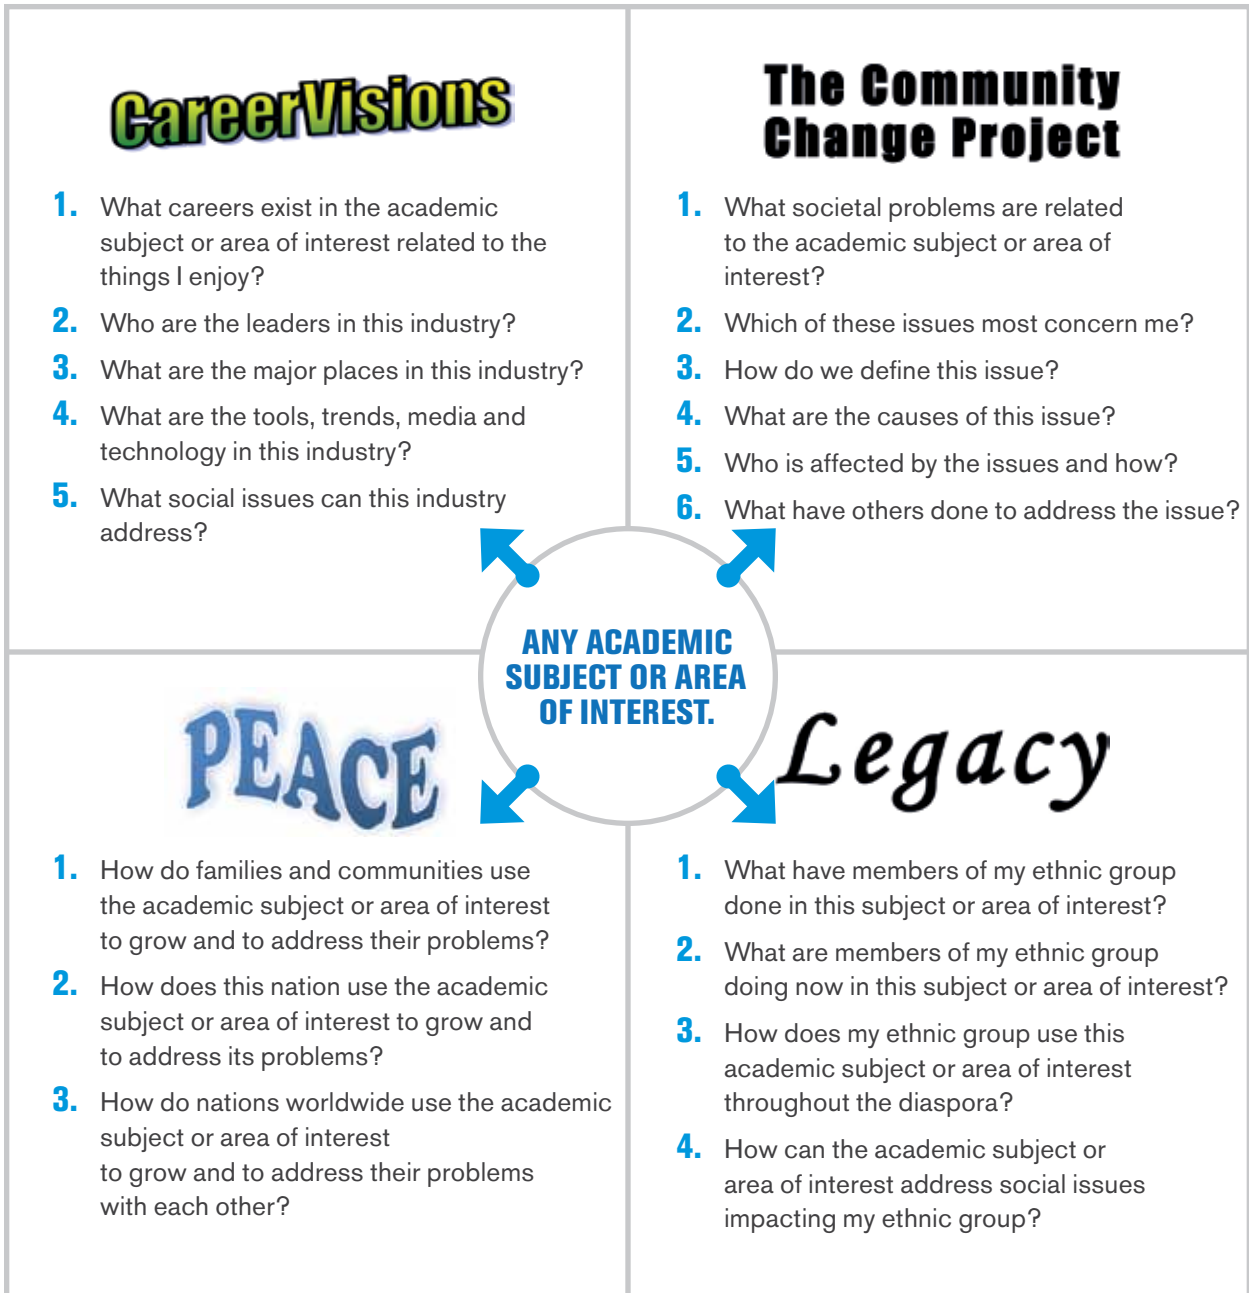 CareerVisions
1. What careers exist in the academic
subject or area of interest related to the
things I enjoy?
2. Who are the leaders in this industry?
3. What are the major places in this industry?
4. What are the tools, trends, media and
technology in this industry?
5. What social issues can this industry
address?
The Community
Change Project
1. What societal problems are related
to the academic subject or area of
interest?
2. Which of these issues most concern me?
3. How do we define this issue?
4. What are the causes of this issue?
5. Who is affected by the issues and how?
6. What have others done to address the issue?
ANY ACADEMIC
SUBJECT OR AREA
OF INTEREST.
PEACE
1. How do families and communities use
the academic subject or area of interest
to grow and to address their problems?
2. How does this nation use the academic
subject or area of interest to grow and
to address its problems?
3. How do nations worldwide use the academic
subject or area of interest
to grow and to address their problems
with each other?
Legacy
1. What have members of my ethnic group
done in this subject or area of interest?
2. What are members of my ethnic group
doing now in this subject or area of interest?
3. How does my ethnic group use this
academic subject or area of interest
throughout the diaspora?
4. How can the academic subject or
area of interest address social issues
impacting my ethnic group?